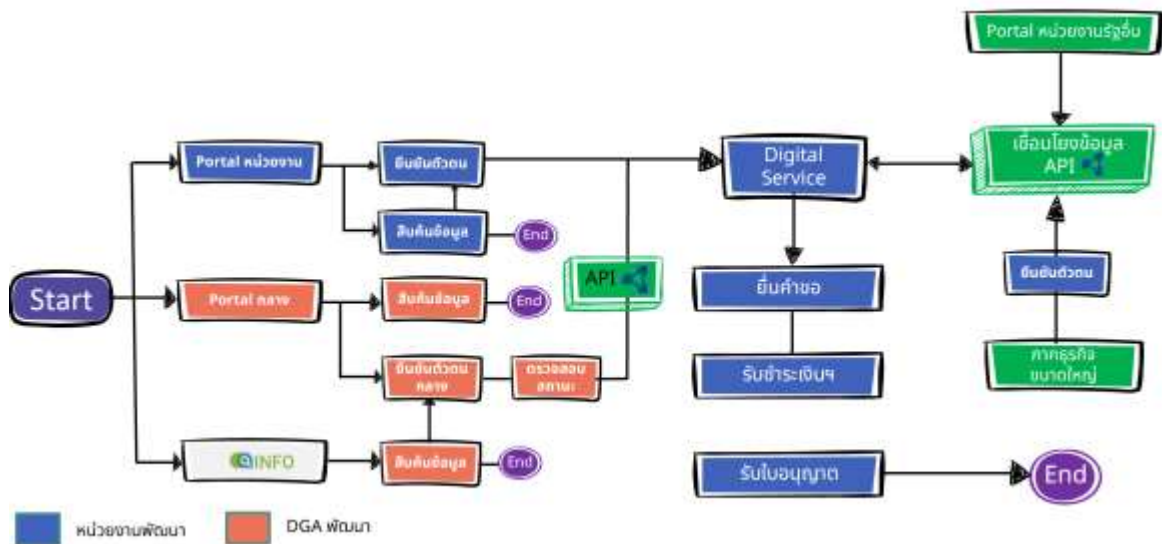 Portal หน่วยงานรัฐอื่น
Portal หน่วยงาน
ยืนยันตัวตน
Digital
Service
เชื่อมโยงข้อมูล
API
สืบค้นข้อมูล
End
API
ยืนยันตัวตน
Start
Portal กลาง
สืบค้นข้อมูล
End
ยื่นคำขอ
ยืนยันตัวตน
กลาง
ตรวจสอบ
สถานะ
รับชำระเงินฯ
ภาคธุรกิจ
ขนาดใหญ่
INFO
สืบค้นข้อมูล
End
รับใบอนุญาต
End
หน่วยงานพัฒนา
DGA พัฒนา